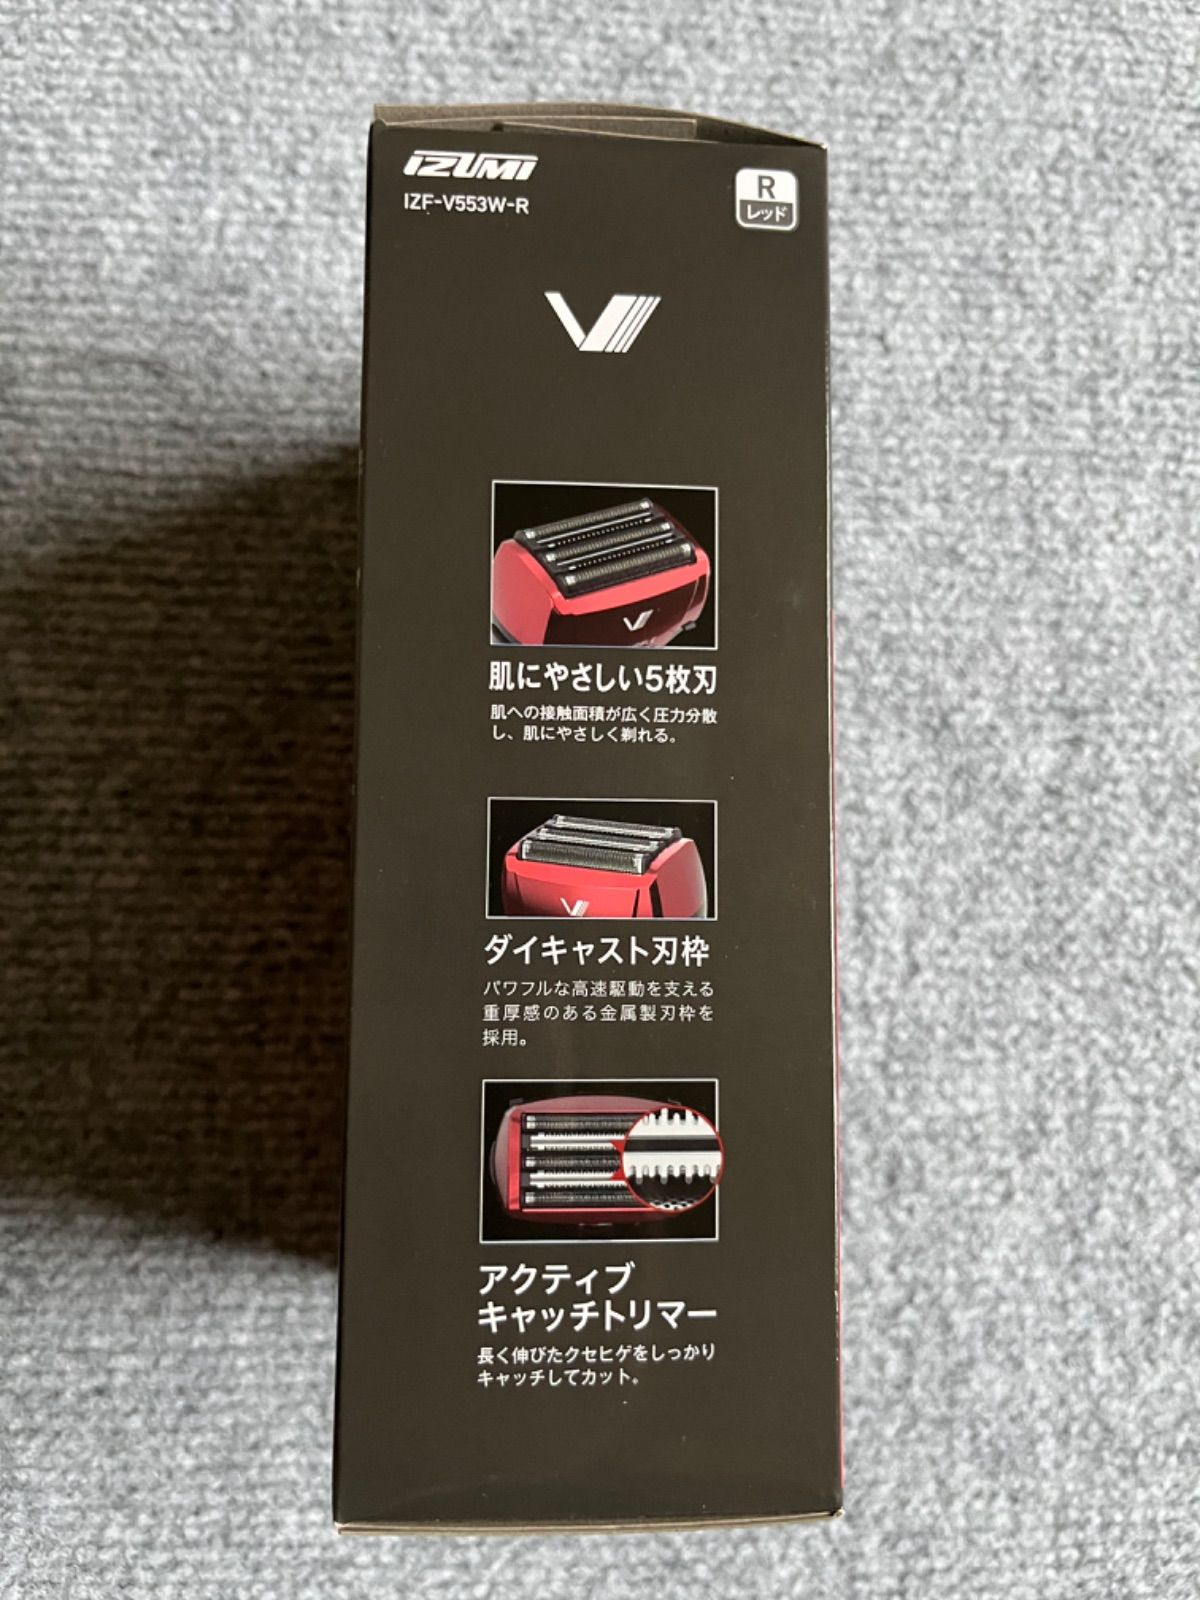 IZUMI
IZF-V553W-R
R
レッド
肌にやさしい5枚刃
肌への接触面積が広く圧力分散
し、肌にやさしく剃れる。
ダイキャスト刃枠
パワフルな高速駆動を支える
重厚感のある金属製刃枠を
採用。
アクティブ
キャッチトリマー
長く伸びたクセヒゲをしっかり
キャッチしてカット。